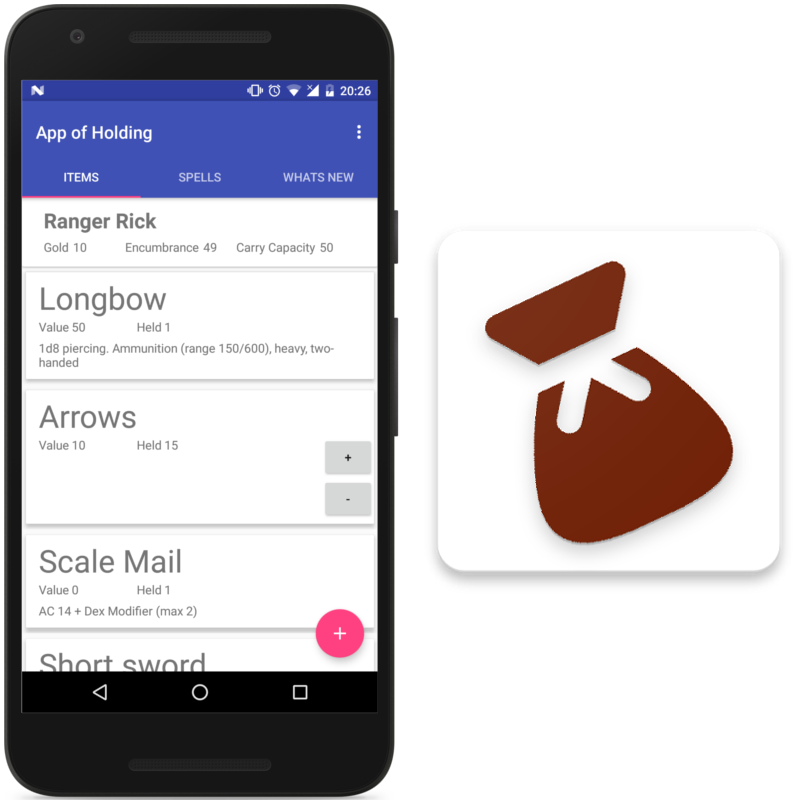 20:26
App of Holding
ITEMS SPELLS WHATS NEW
Ranger Rick
Gold 10 Encumbrance 49 Carry Capacity 50
Longbow
Value 50 Held 1
1d8 piercing. Ammunition (range 150/600), heavy, two-
handed
Arrows
Value 10 Held 15
+
-
Scale Mail
Value 0 Held 1
AC 14 + Dex Modifier (max 2)
+
Short sword